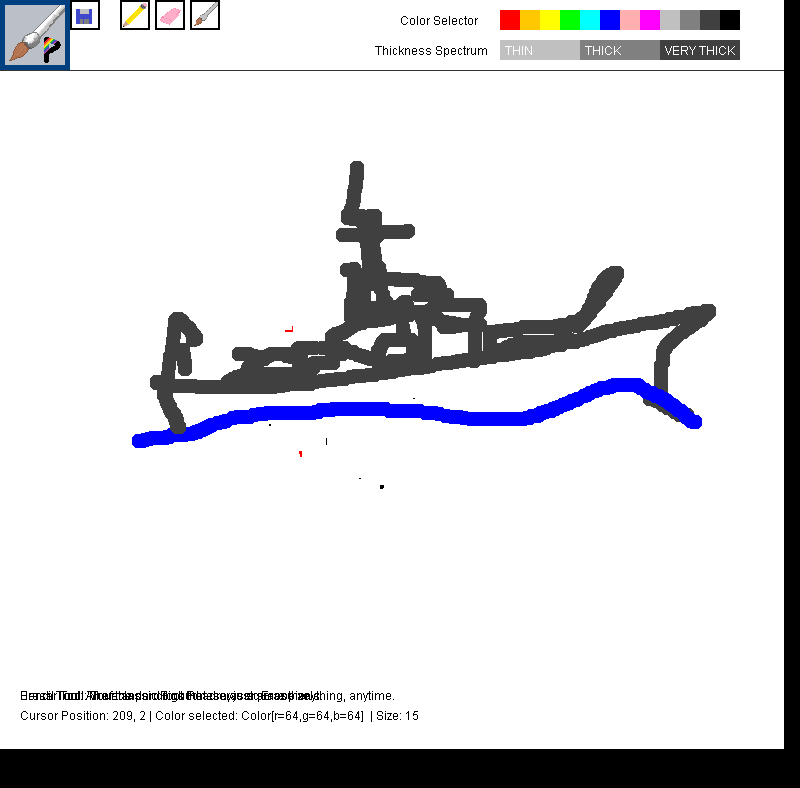 Color Selector
Thickness Spectrum THIN THICK VERY THICK
anything, anytime.
Cursor Position: 209, 2 | Color selected: Color[r=64,g=64,b=64] | Size: 15